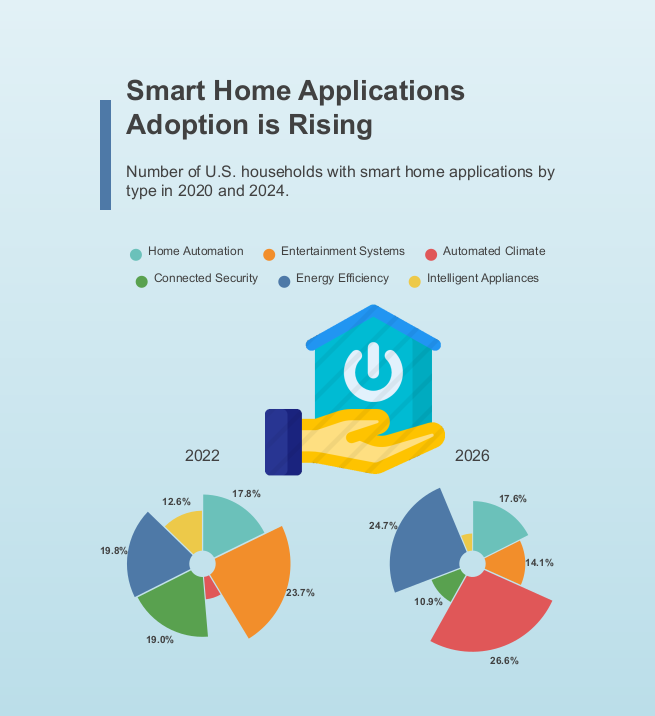 Smart Home Applications
Adoption is Rising
Number of U.S. households with smart home applications by
type in 2020 and 2024.
Home Automation
Entertainment Systems
Automated Climate
Connected Security
Energy Efficiency
Intelligent Appliances
2022
2026
17.8%
12.6%
19.8%
23.7%
19.0%
17.6%
24.7%
14.1%
10.9%
26.6%